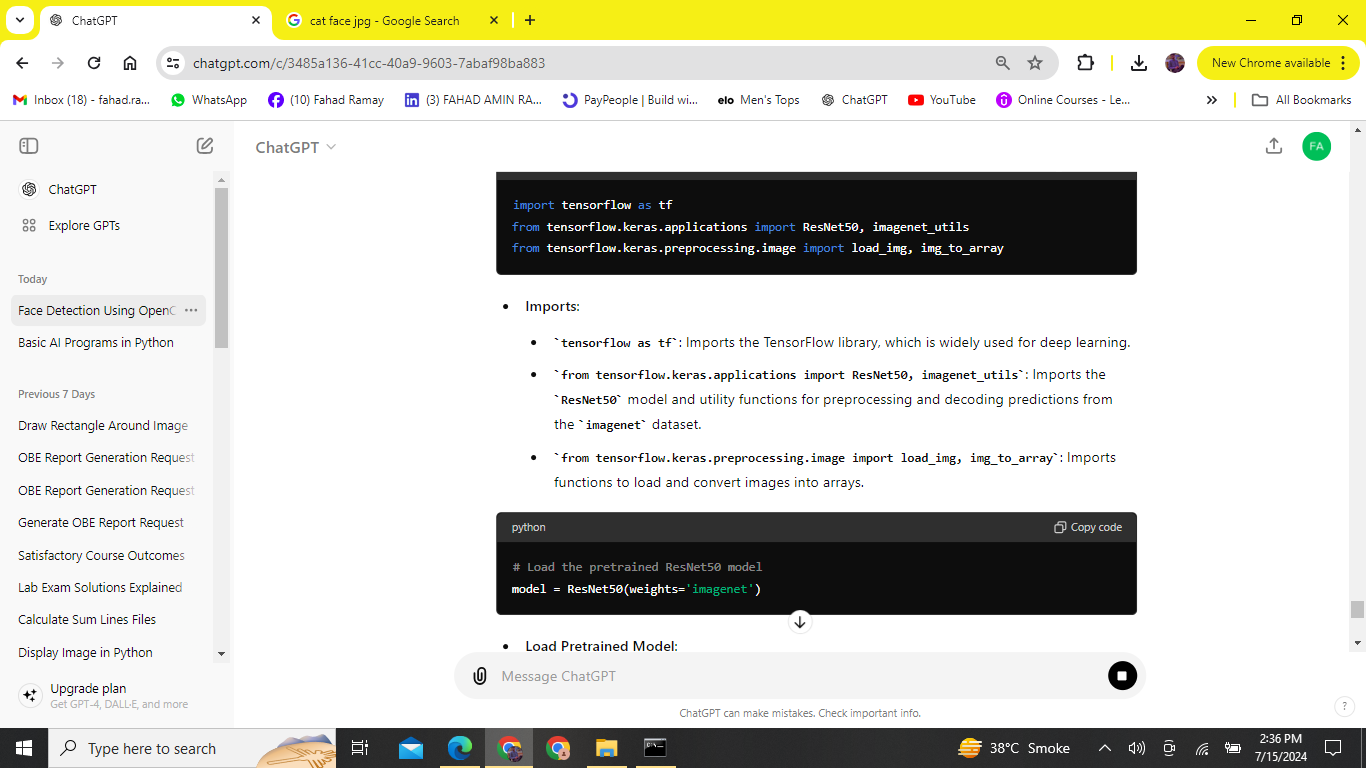 ChatGPT
cat face jpg - Google Search
chatgpt.com/c/3485a136-41cc-40a9-9603-7abaf98ba883
New Chrome available
Inbox (18) - fahad.ra...
WhatsApp
(10) Fahad Ramay
(3) FAHAD AMIN RA...
PayPeople | Build wi...
elo Men's Tops
ChatGPT
YouTube
Online Courses - Le...
All Bookmarks
ChatGPT
FA
ChatGPT
Explore GPTs
Today
Face Detection Using OpenC
Basic AI Programs in Python
Previous 7 Days
Draw Rectangle Around Image
OBE Report Generation Request
OBE Report Generation Request
Generate OBE Report Request
Satisfactory Course Outcomes
Lab Exam Solutions Explained
Calculate Sum Lines Files
Display Image in Python
Upgrade plan
Get GPT-4, DALL·E, and more
import tensorflow as tf
from tensorflow.keras.applications import ResNet50, imagenet_utils
from tensorflow.keras.preprocessing.image import load_img, img_to_array
• Imports:
• `tensorflow as tf`: Imports the TensorFlow library, which is widely used for deep learning.
• `from tensorflow.keras.applications import ResNet50, imagenet_utils`: Imports the
`ResNet50` model and utility functions for preprocessing and decoding predictions from
the `imagenet` dataset.
• `from tensorflow.keras.preprocessing.image import load_img, img_to_array`: Imports
functions to load and convert images into arrays.
python
Copy code
# Load the pretrained ResNet50 model
model = ResNet50(weights='imagenet')
• Load Pretrained Model:
Message ChatGPT
ChatGPT can make mistakes. Check important info.
?
Type here to search
38°C Smoke
2:36 PM
7/15/2024